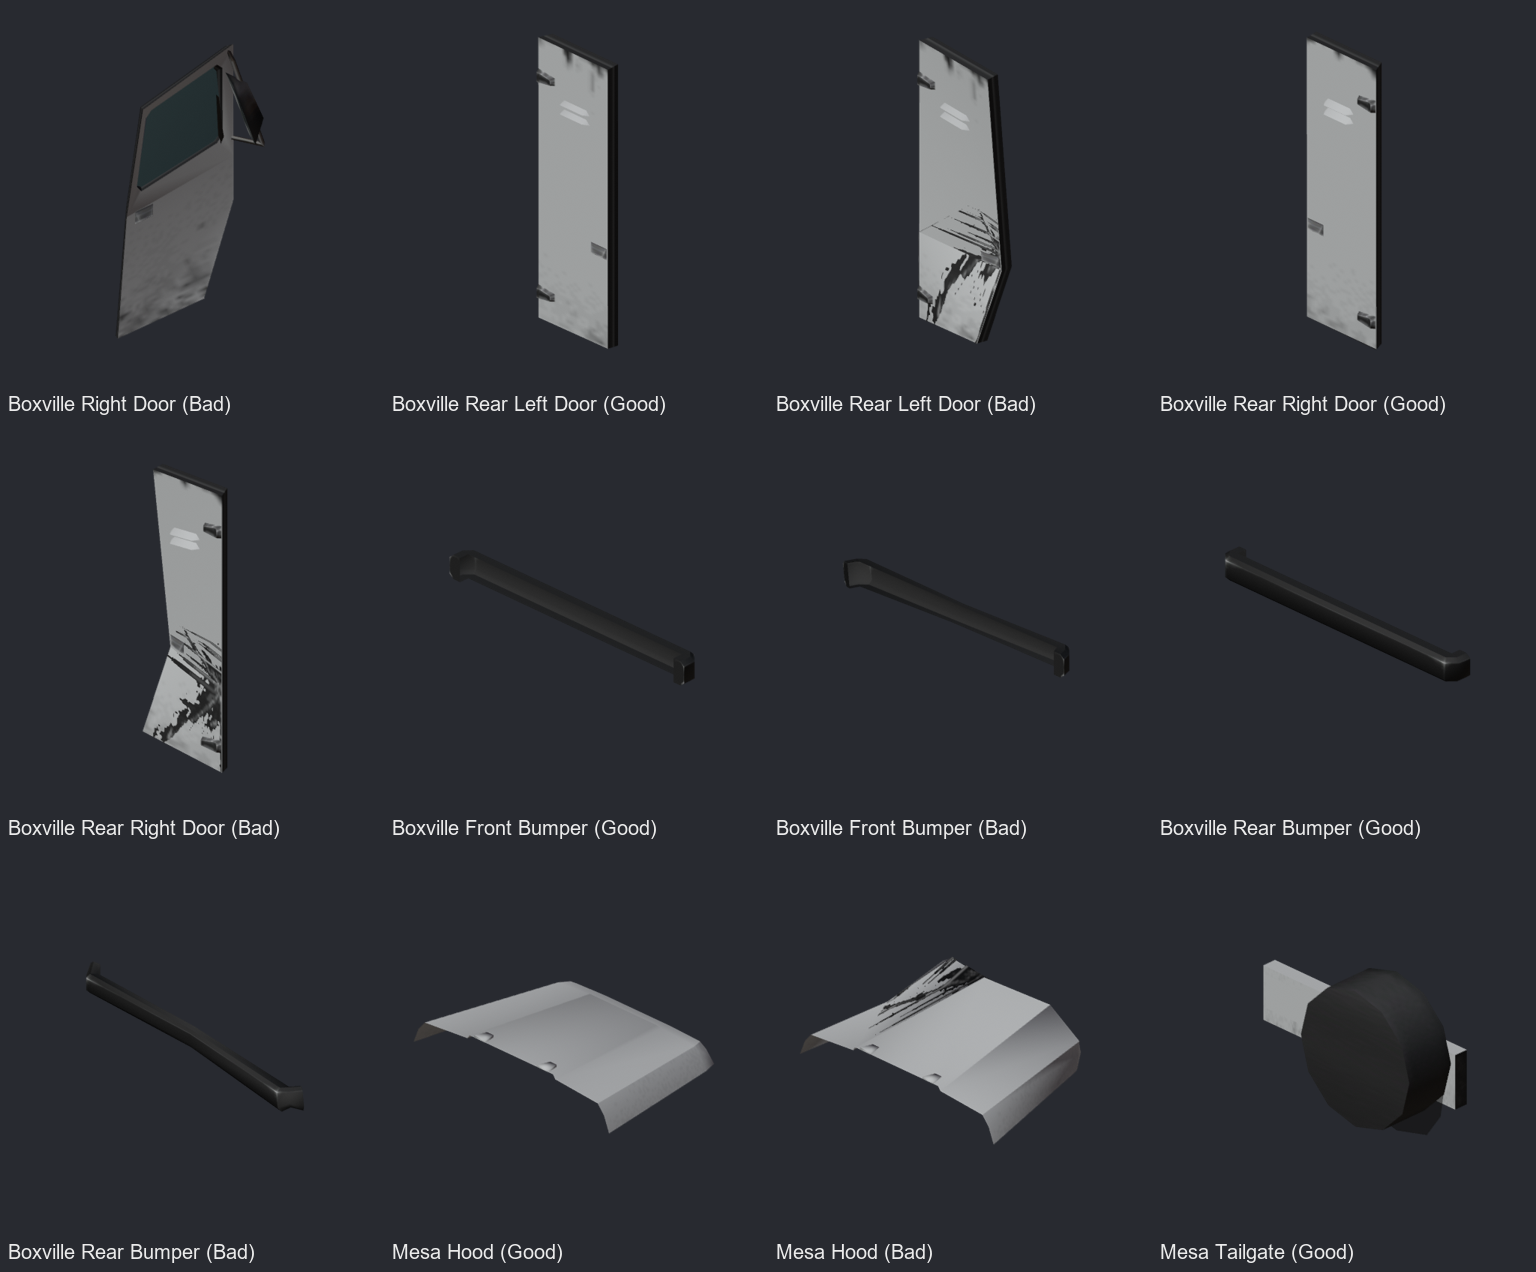 Boxville Right Door (Bad)
Boxville Rear Left Door (Good)
Boxville Rear Left Door (Bad)
Boxville Rear Right Door (Good)
Boxville Rear Right Door (Bad)
Boxville Front Bumper (Good)
Boxville Front Bumper (Bad)
Boxville Rear Bumper (Good)
Boxville Rear Bumper (Bad)
Mesa Hood (Good)
Mesa Hood (Bad)
Mesa Tailgate (Good)